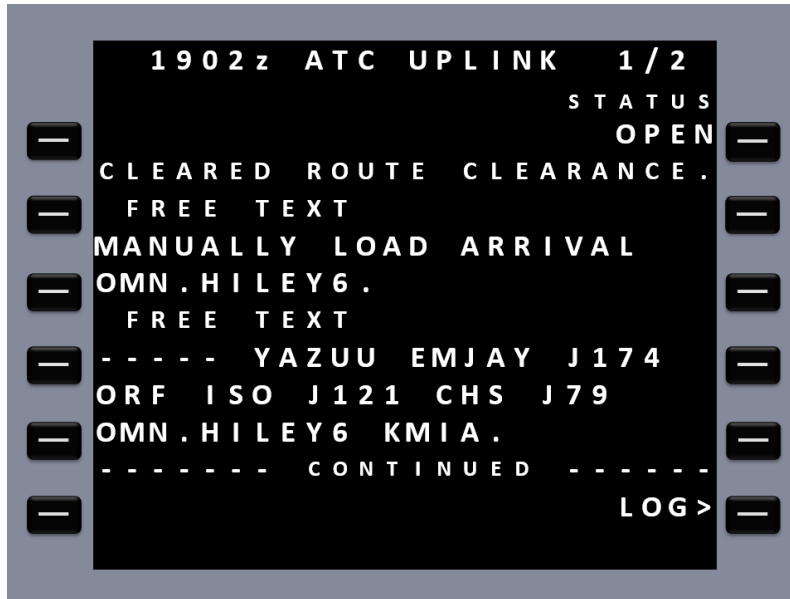 1902z ATC UPLINK 1/2
STATUS
OPEN
CLEARED ROUTE CLEARANCE.
FREE TEXT
MANUALLY LOAD ARRIVAL
OMN.HILEY6.
FREE TEXT
----- YAZUU EMJAY J174
ORF ISO J121 CHS J79
OMN.HILEY6 KMIA.
------- CONTINUED ------
LOG>